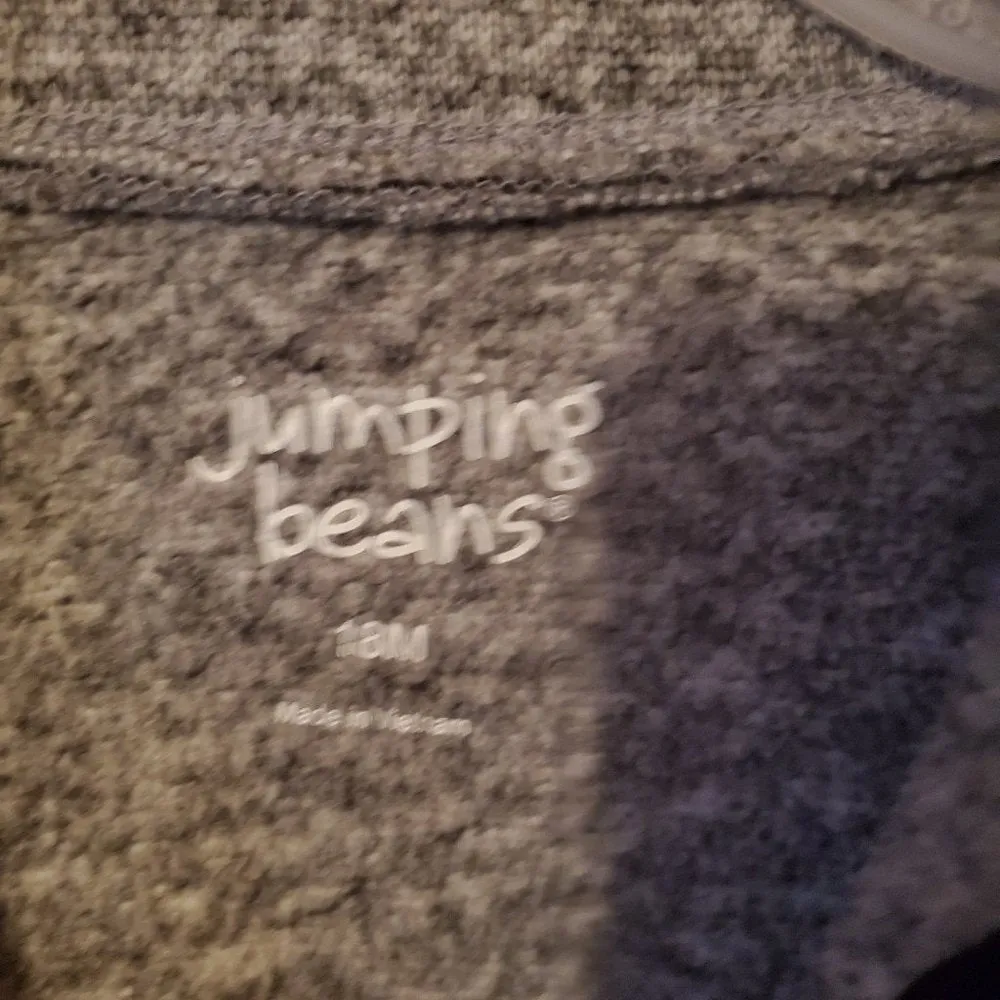 jumping
beans®
18M
Made in Vietnam